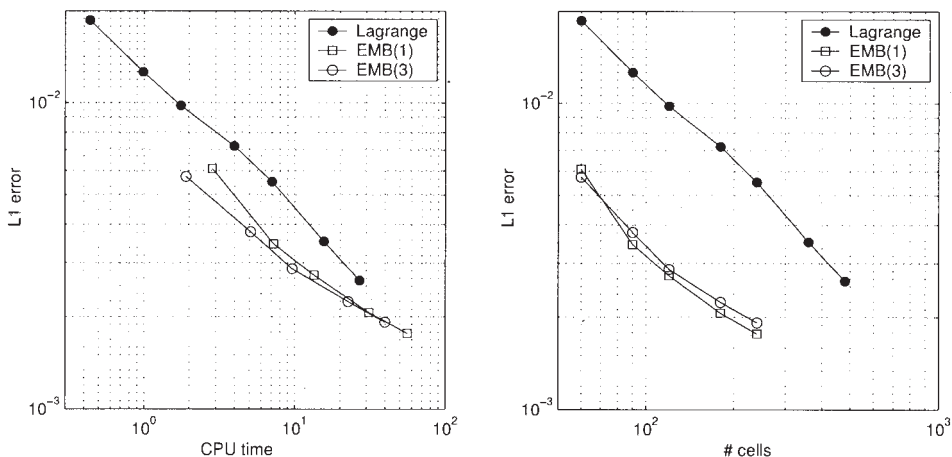 Lagrange
EMB(1)
EMB(3)
10^-2
10^-3
L1 error
10^0
10^1
10^2
CPU time
Lagrange
EMB(1)
EMB(3)
10^-2
10^-3
L1 error
10^2
10^3
# cells